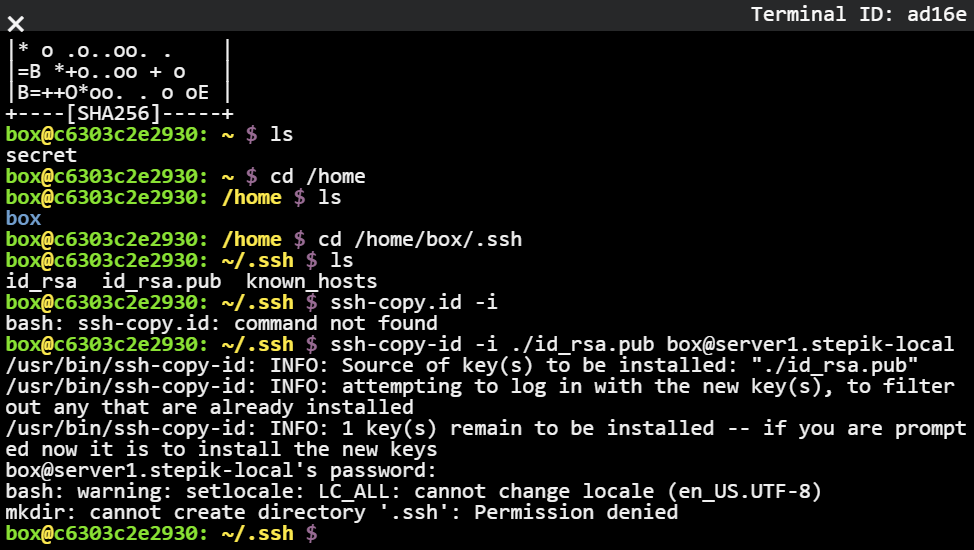 Terminal ID: ad16e
×
|* o .o..oo. .    |
|=B *+o..oo + o   |
|B=++O*oo. . o oE |
+----[SHA256]-----+
box@c6303c2e2930: ~ $ ls
secret
box@c6303c2e2930: ~ $ cd /home
box@c6303c2e2930: /home $ ls
box
box@c6303c2e2930: /home $ cd /home/box/.ssh
box@c6303c2e2930: ~/.ssh $ ls
id_rsa  id_rsa.pub  known_hosts
box@c6303c2e2930: ~/.ssh $ ssh-copy.id -i
bash: ssh-copy.id: command not found
box@c6303c2e2930: ~/.ssh $ ssh-copy-id -i ./id_rsa.pub box@server1.stepik-local
/usr/bin/ssh-copy-id: INFO: Source of key(s) to be installed: "./id_rsa.pub"
/usr/bin/ssh-copy-id: INFO: attempting to log in with the new key(s), to filter
out any that are already installed
/usr/bin/ssh-copy-id: INFO: 1 key(s) remain to be installed -- if you are prompt
ed now it is to install the new keys
box@server1.stepik-local's password:
bash: warning: setlocale: LC_ALL: cannot change locale (en_US.UTF-8)
mkdir: cannot create directory '.ssh': Permission denied
box@c6303c2e2930: ~/.ssh $